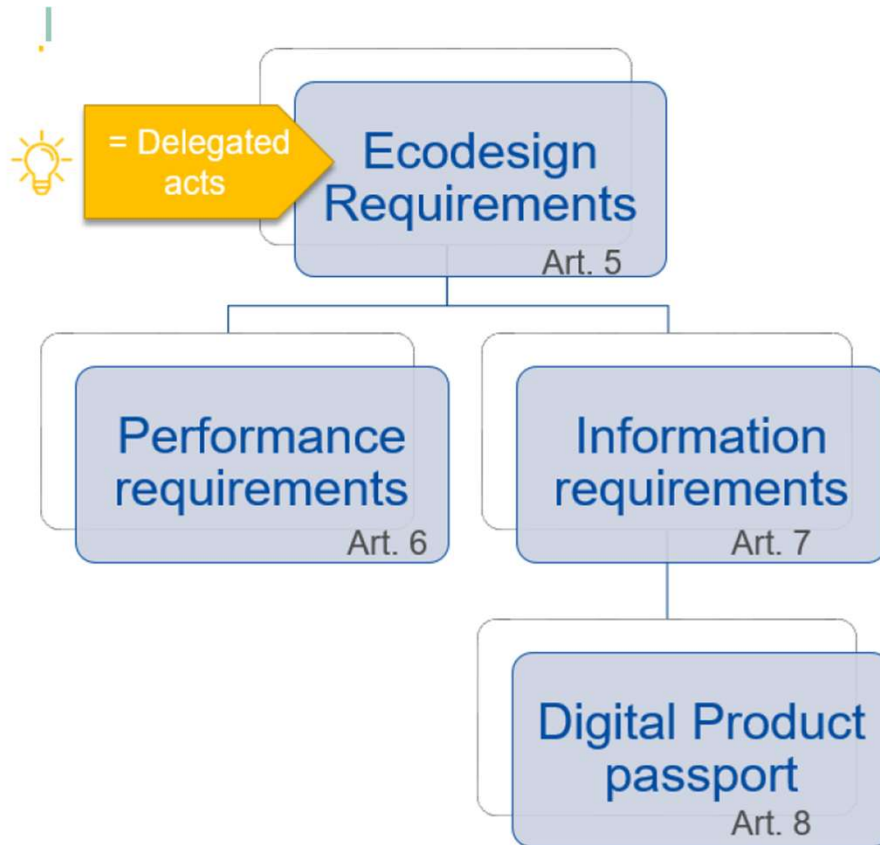 = Delegated
acts
Ecodesign
Requirements
Art. 5
Performance
requirements
Art. 6
Information
requirements
Art. 7
Digital Product
passport
Art. 8